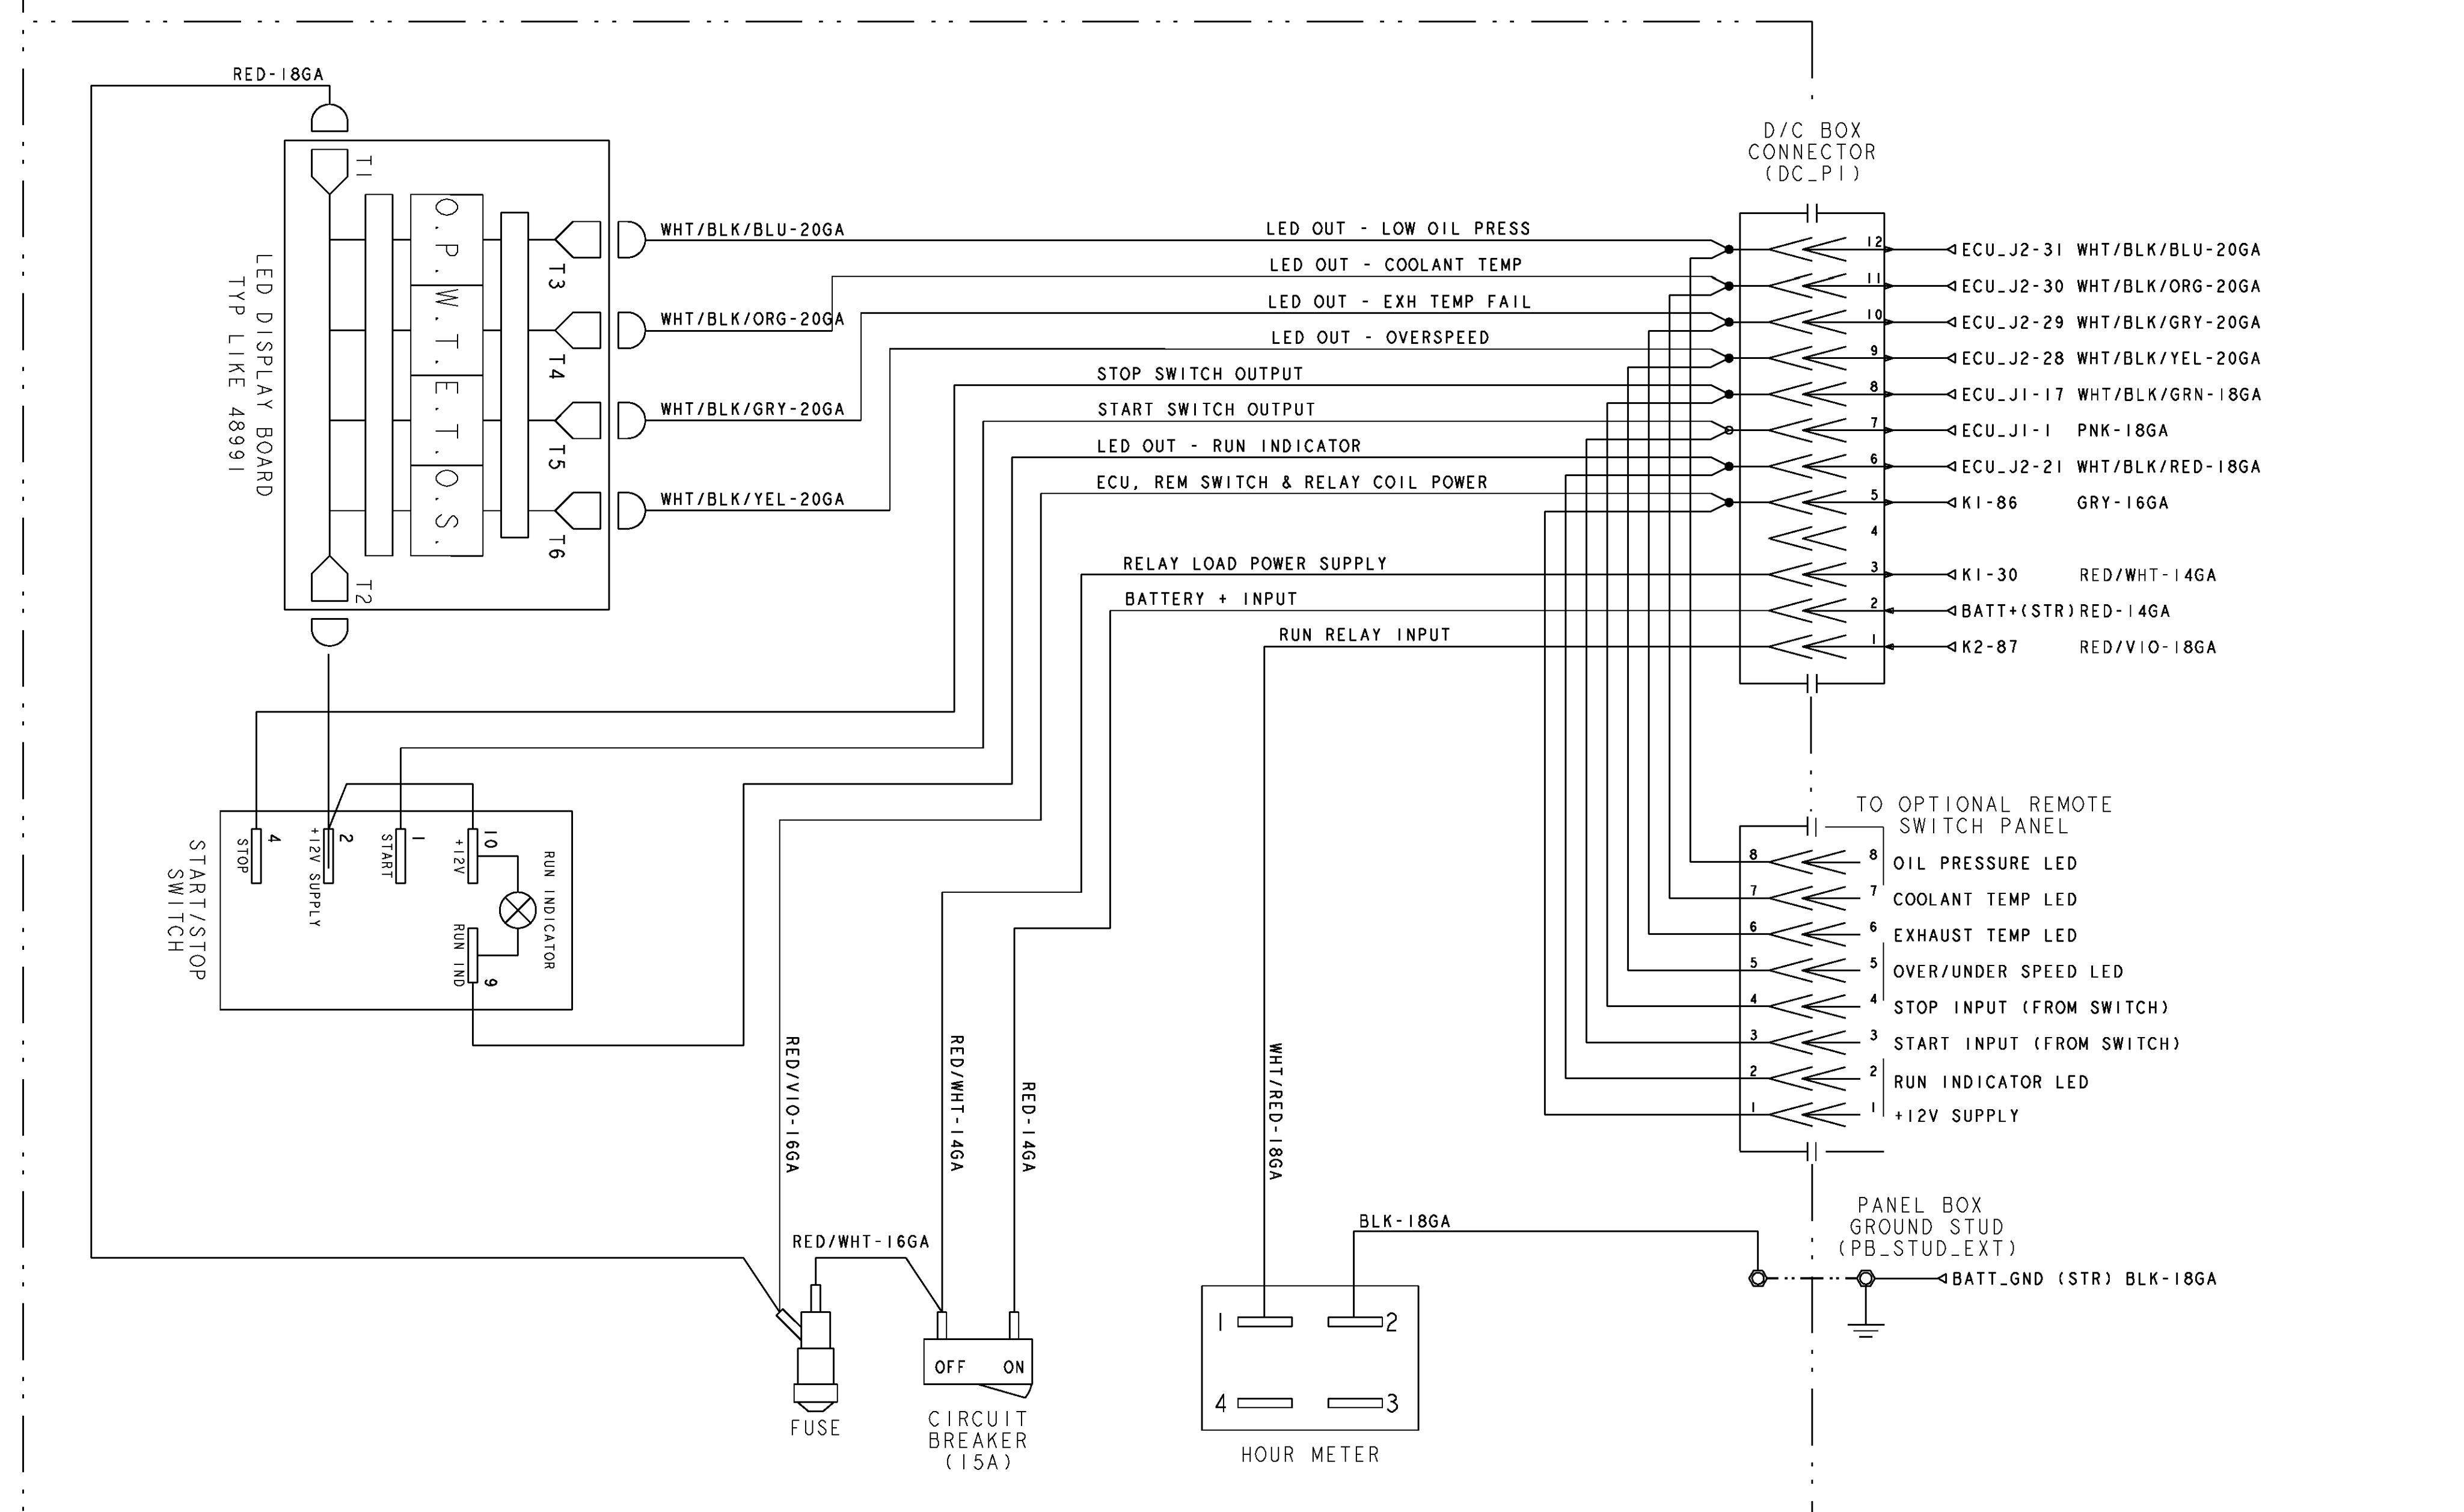 RED-18GA
D/C BOX
CONNECTOR
(DC_P1)
T1
O.P. W.T. E.T. O.S.
T3
T4
T5
T6
T2
LED DISPLAY BOARD
TYP LIKE 48991
WHT/BLK/BLU-20GA
WHT/BLK/ORG-20GA
WHT/BLK/GRY-20GA
WHT/BLK/YEL-20GA
LED OUT - LOW OIL PRESS
LED OUT - COOLANT TEMP
LED OUT - EXH TEMP FAIL
LED OUT - OVERSPEED
STOP SWITCH OUTPUT
START SWITCH OUTPUT
LED OUT - RUN INDICATOR
ECU, REM SWITCH & RELAY COIL POWER
RELAY LOAD POWER SUPPLY
BATTERY + INPUT
RUN RELAY INPUT
12 ECU_J2-31 WHT/BLK/BLU-20GA
11 ECU_J2-30 WHT/BLK/ORG-20GA
10 ECU_J2-29 WHT/BLK/GRY-20GA
9 ECU_J2-28 WHT/BLK/YEL-20GA
8 ECU_J1-17 WHT/BLK/GRN-18GA
7 ECU_J1-1 PNK-18GA
6 ECU_J2-21 WHT/BLK/RED-18GA
5 K1-86 GRY-16GA
4
3 K1-30 RED/WHT-14GA
2 BATT+(STR) RED-14GA
1 K2-87 RED/VIO-18GA
TO OPTIONAL REMOTE
SWITCH PANEL
8 8 OIL PRESSURE LED
7 7 COOLANT TEMP LED
6 6 EXHAUST TEMP LED
5 5 OVER/UNDER SPEED LED
4 4 STOP INPUT (FROM SWITCH)
3 3 START INPUT (FROM SWITCH)
2 2 RUN INDICATOR LED
1 1 +12V SUPPLY
START/STOP
SWITCH
4
STOP
2
+12V SUPPLY
1
START
10
+12V
RUN INDICATOR
RUN IND
9
RED/VIO-16GA
RED/WHT-14GA
RED-14GA
WHT/RED-18GA
RED/WHT-16GA
BLK-18GA
PANEL BOX
GROUND STUD
(PB_STUD_EXT)
BATT_GND (STR) BLK-18GA
FUSE
OFF ON
CIRCUIT
BREAKER
(15A)
1 2
4 3
HOUR METER